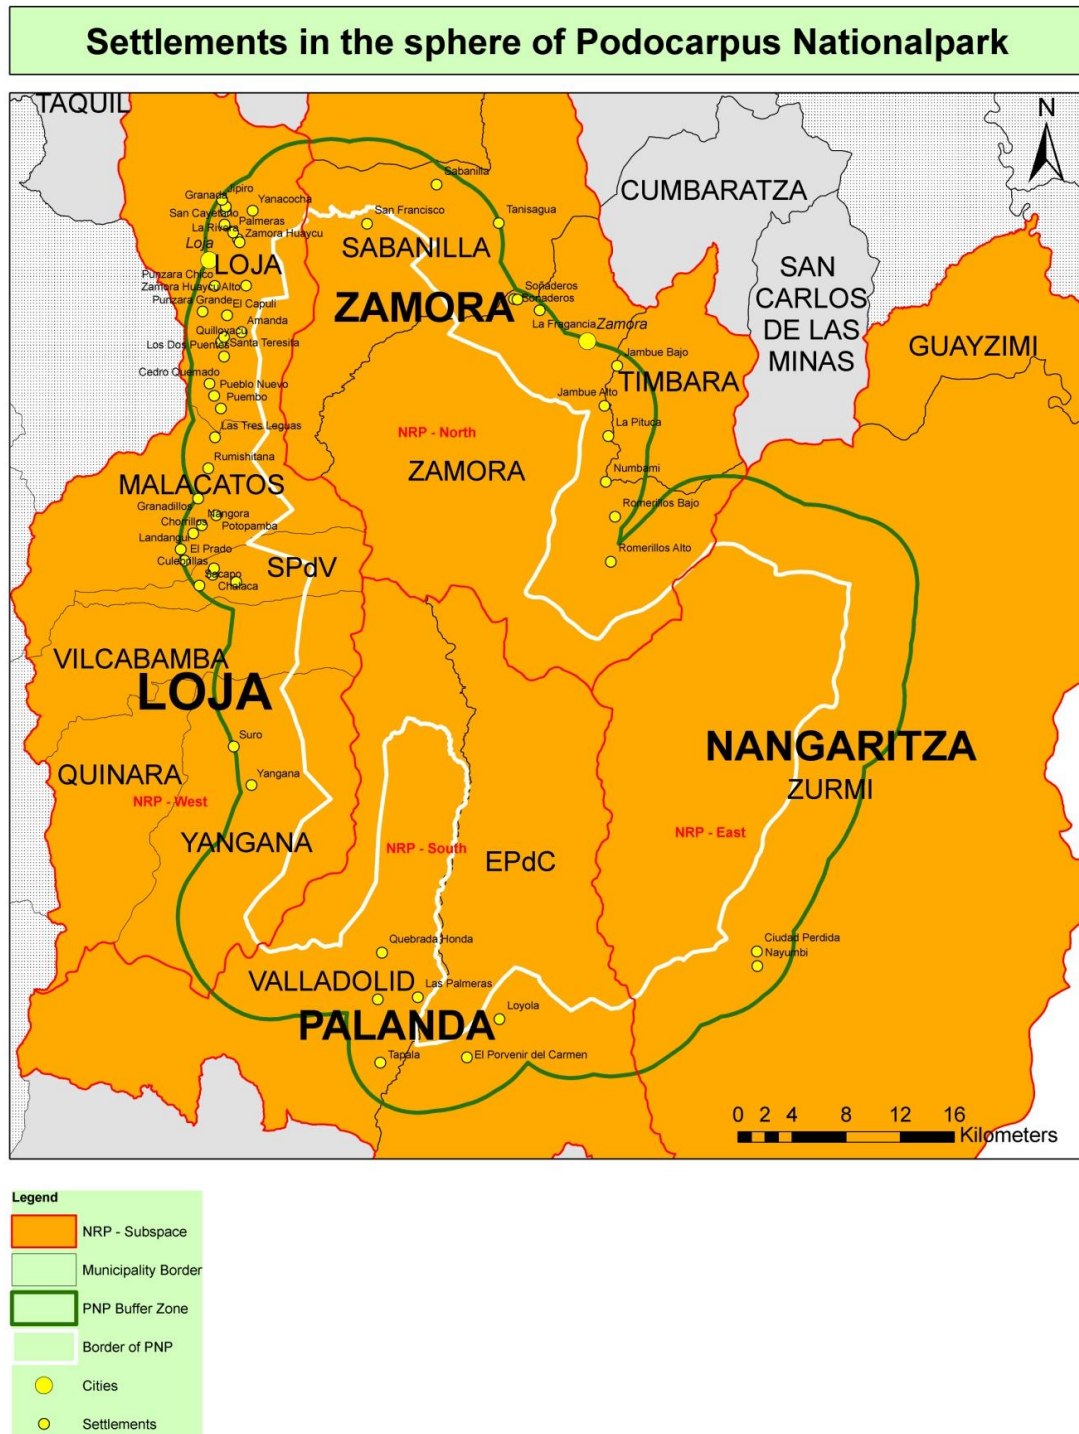 Settlements in the sphere of Podocarpus Nationalpark
TAQUIL
N
Sabanilla
CUMBARATZA
Jipiro
Granada
Yanacocha
San Cayetano
San Francisco
Tanisagua
Palmeras
La Rivera
Zamora Huaycu
Loja
SABANILLA
LOJA
SAN
CARLOS
DE LAS
MINAS
Punzara Chico
Zamora Huaycu Alto
Soñaderos
Soñaderos
Punzara Grande
El Capuli
ZAMORA
Amanda
La Fragancia
Zamora
Quilloyacu
Santa Teresita
Los Dos Puentes
GUAYZIMI
Jambue Bajo
TIMBARA
Cedro Quemado
Pueblo Nuevo
Puembo
Jambue Alto
Las Tres Leguas
NRP - North
La Pituca
Rumishitana
ZAMORA
Numbami
MALACATOS
Granadillos
Nangora
Romerillos Bajo
Chorrillos
Potopamba
Landangui
El Prado
Romerillos Alto
Culebrillas
SPdV
Sacapo
Chalaca
VILCABAMBA
LOJA
Suro
NANGARITZA
QUINARA
Yangana
ZURMI
NRP - West
YANGANA
NRP - South
NRP - East
EPdC
Quebrada Honda
Ciudad Perdida
Nayumbi
VALLADOLID
Las Palmeras
PALANDA
Loyola
Tapala
El Porvenir del Carmen
0 2 4 8 12 16
Kilometers
Legend
NRP - Subspace
Municipality Border
PNP Buffer Zone
Border of PNP
Cities
Settlements